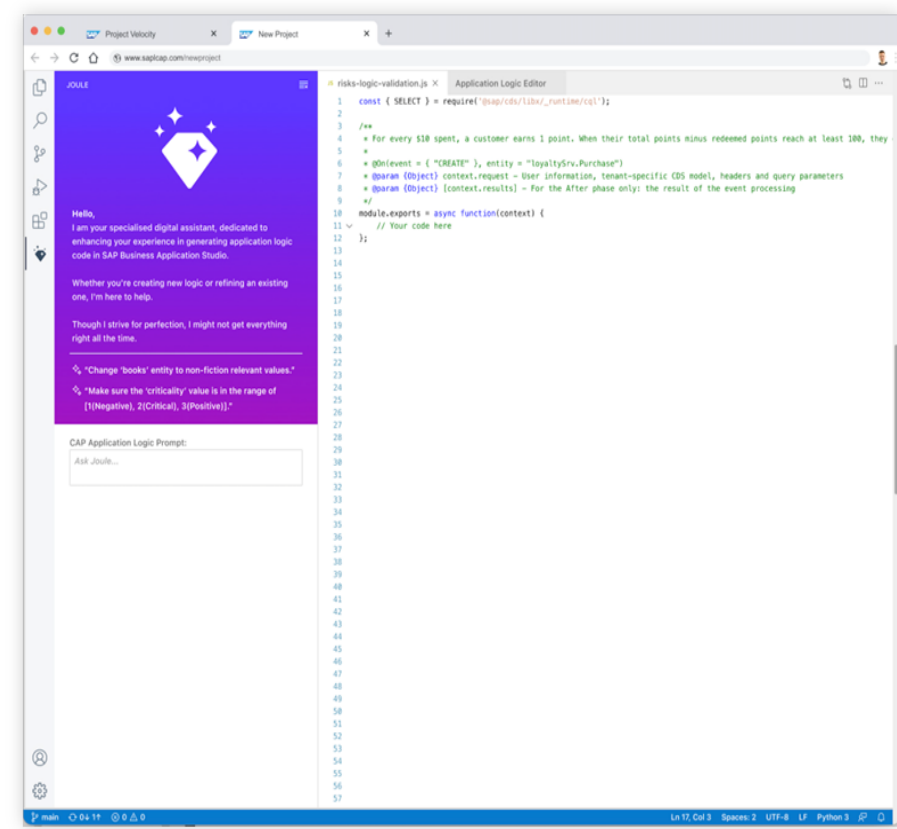 SAP Project Velocity × SAP New Project × +
www.saplcap.com/newproject
JOULE
Hello,
I am your specialised digital assistant, dedicated to
enhancing your experience in generating application logic
code in SAP Business Application Studio.
Whether you're creating new logic or refining an existing
one, I'm here to help.
Though I strive for perfection, I might not get everything
right all the time.
"Change 'books' entity to non-fiction relevant values."
"Make sure the 'criticality' value is in the range of
[1(Negative), 2(Critical), 3(Positive)]."
CAP Application Logic Prompt:
Ask Joule...
risks-logic-validation.js × Application Logic Editor
1 const { SELECT } = require('@sap/cds/libx/_runtime/cql');
2
3 /**
4 * For every $10 spent, a customer earns 1 point. When their total points minus redeemed points reach at least 100, they
5 *
6 * @On(event = { "CREATE" }, entity = "loyaltySrv.Purchase")
7 * @param {Object} context.request – User information, tenant-specific CDS model, headers and query parameters
8 * @param {Object} [context.results] – For the After phase only: the result of the event processing
9 */
10 module.exports = async function(context) {
11 // Your code here
12 };
13
14
15
16
17
18
19
20
21
22
23
24
25
26
27
28
29
30
31
32
33
34
35
36
37
38
39
40
41
42
43
44
45
46
47
48
49
50
51
52
53
54
55
56
57
main 0↓ 1↑ 0 0 Ln 17, Col 3 Spaces: 2 UTF-8 LF Python 3